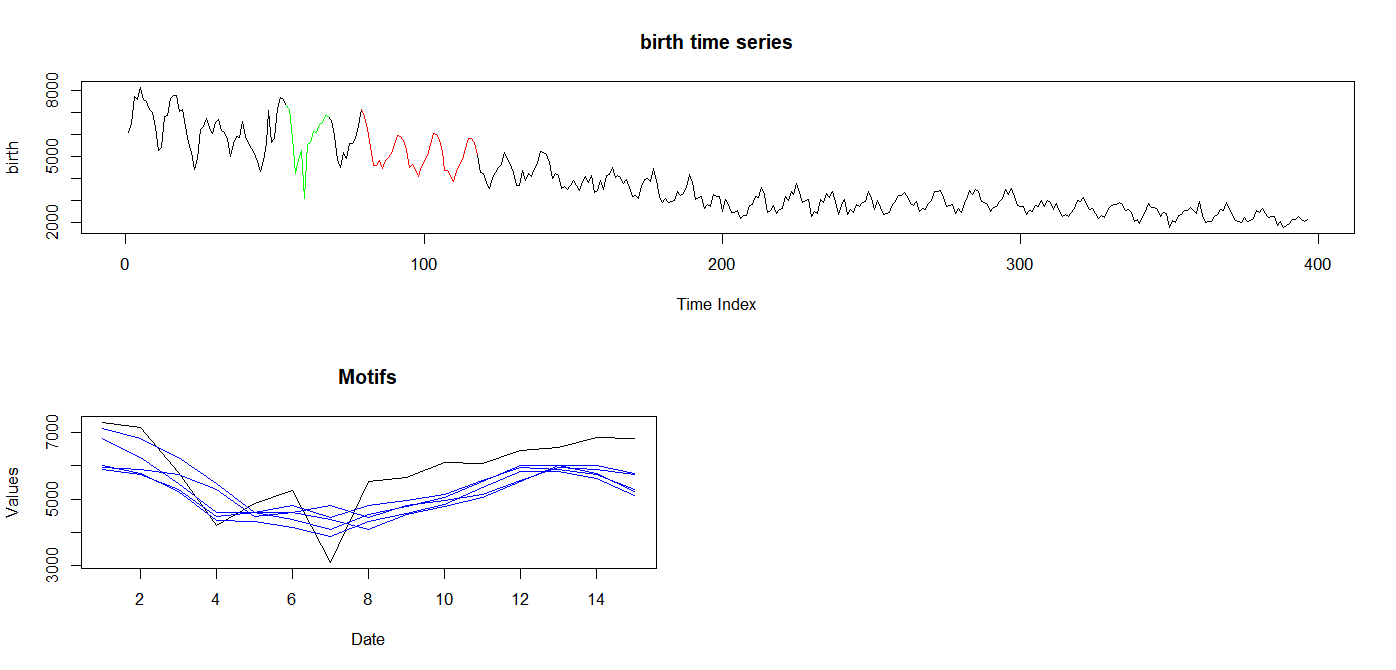 birth time series
birth
8000
5000
2000
0 100 200 300 400
Time Index
Motifs
Values
7000
5000
3000
2 4 6 8 10 12 14
Date